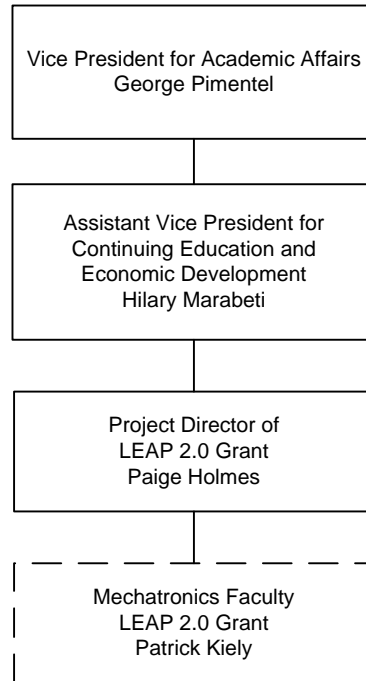 Vice President for Academic Affairs
George Pimentel
Assistant Vice President for
Continuing Education and
Economic Development
Hilary Marabeti
Project Director of
LEAP 2.0 Grant
Paige Holmes
Mechatronics Faculty
LEAP 2.0 Grant
Patrick Kiely